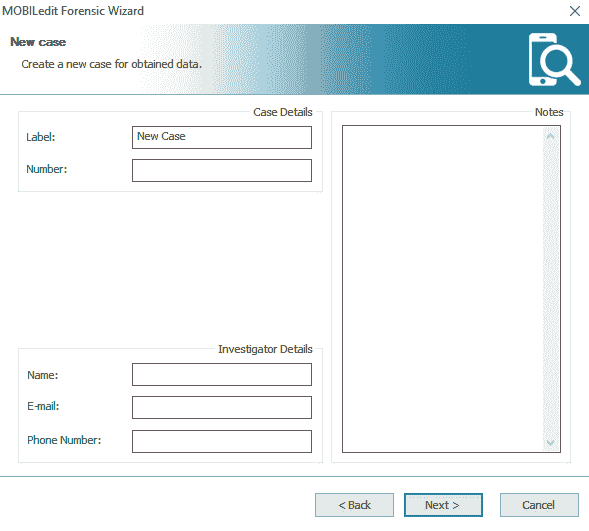 MOBILedit Forensic Wizard
New case
Create a new case for obtained data.
Case Details
Label:
New Case
Number:
Notes
Investigator Details
Name:
E-mail:
Phone Number:
< Back
Next >
Cancel